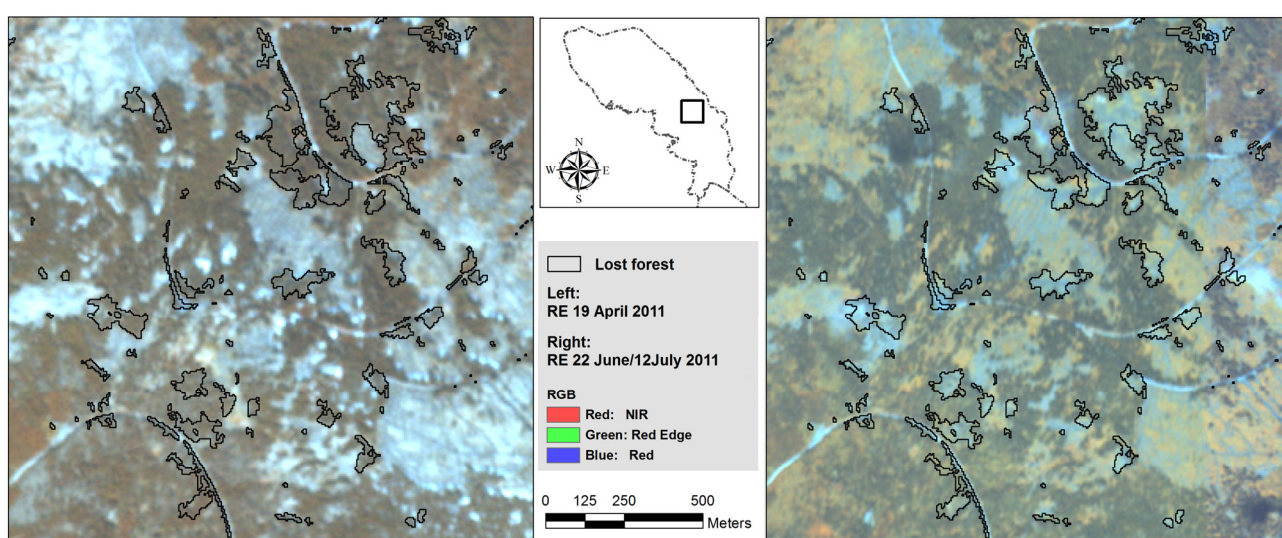 N
W E
S
Lost forest
Left:
RE 19 April 2011
Right:
RE 22 June/12July 2011
RGB
Red: NIR
Green: Red Edge
Blue: Red
0 125 250 500
Meters